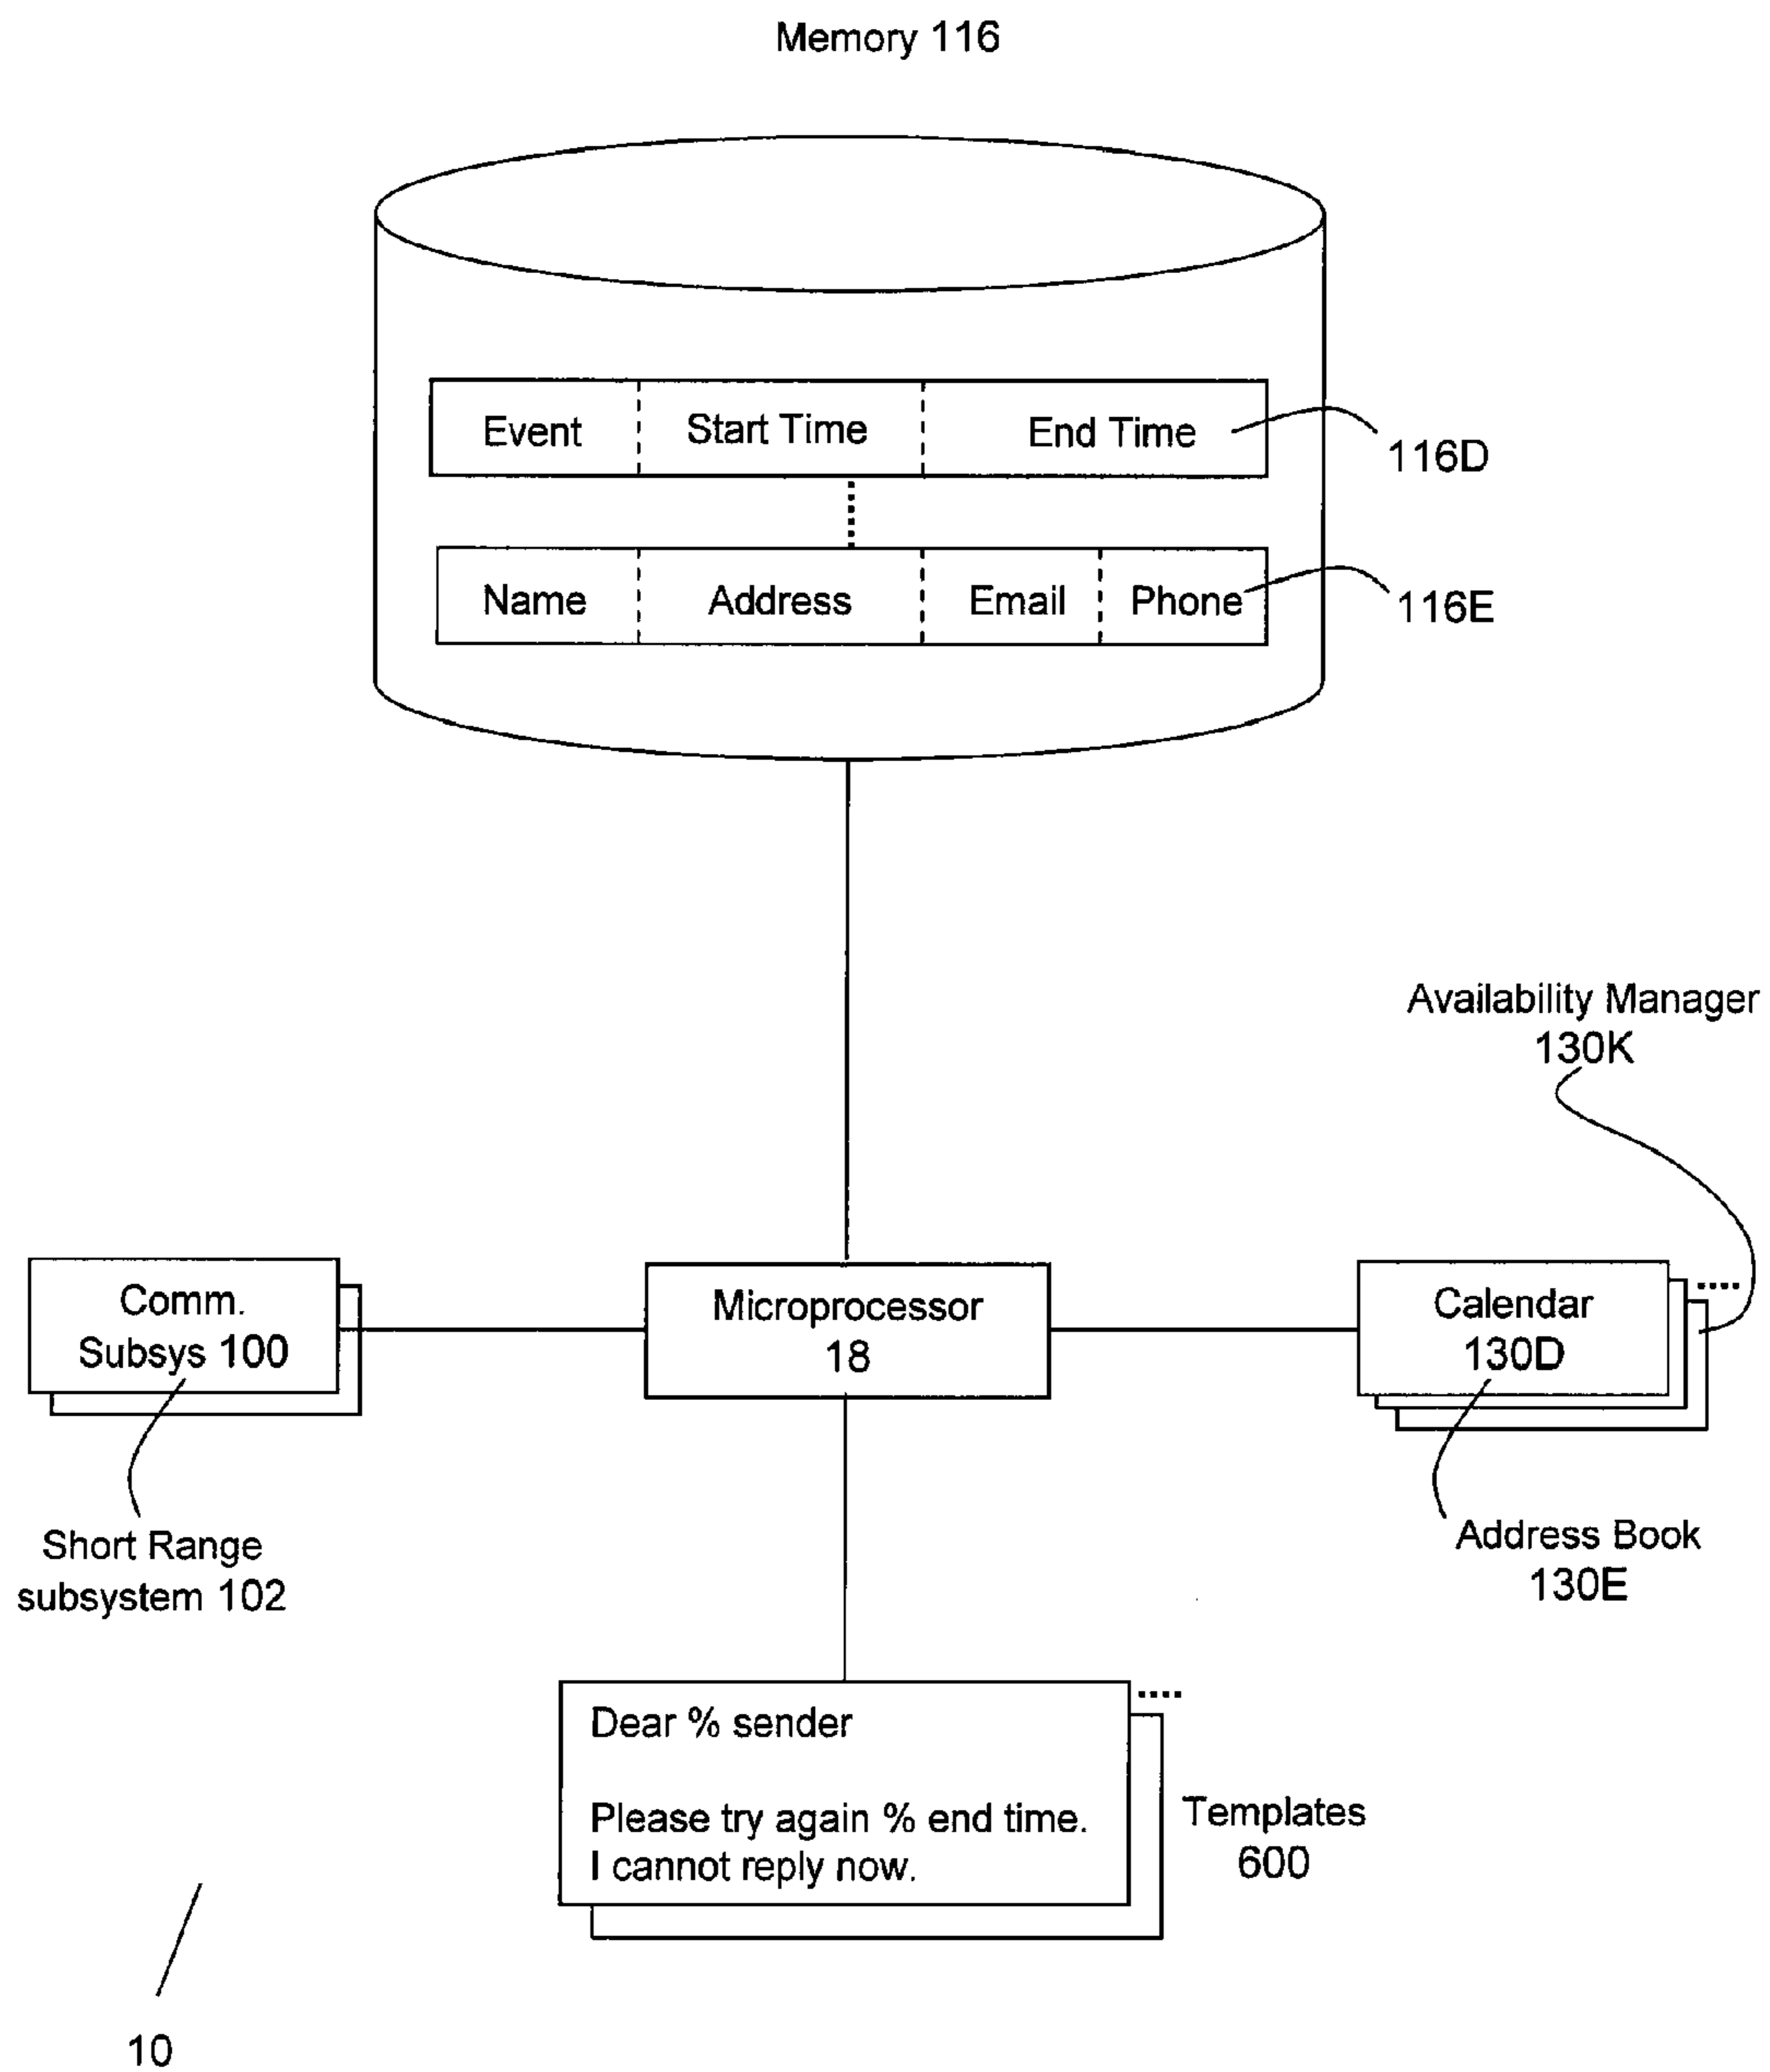 Memory 116
Event Start Time End Time
116D
Name Address Email Phone
116E
Availability Manager
130K
Comm.
Subsys 100
Microprocessor
18
Calendar
130D
Short Range
subsystem 102
Address Book
130E
Dear % sender
Please try again % end time.
I cannot reply now.
Templates
600
10